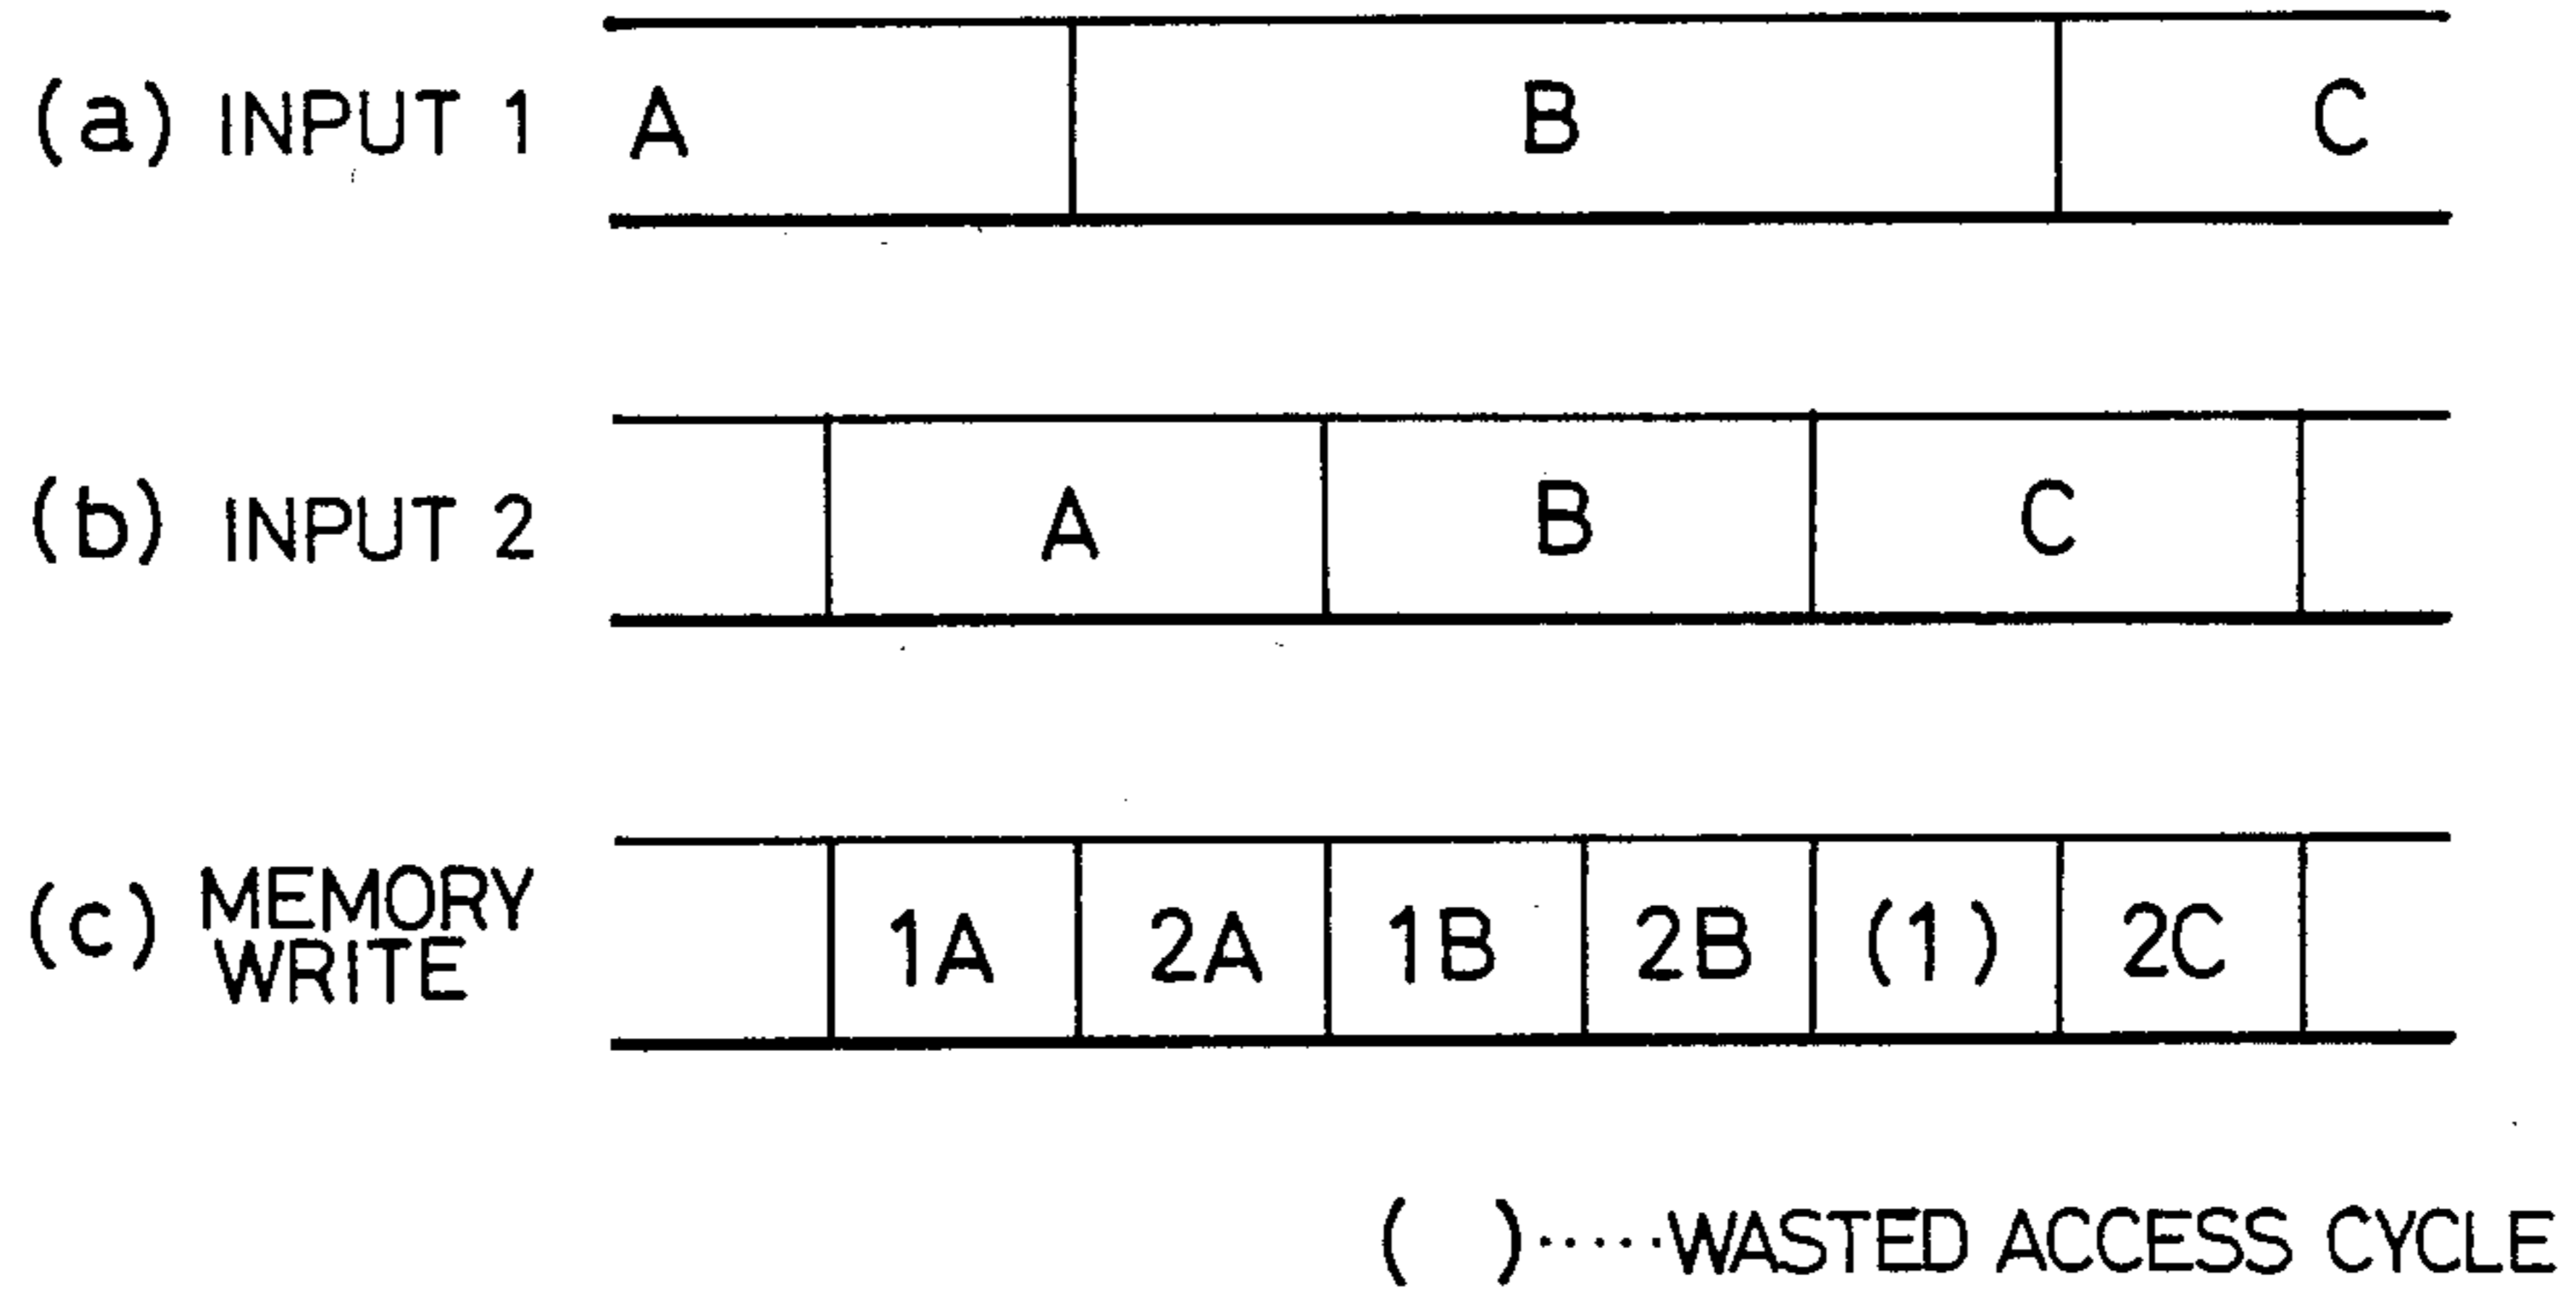 (a) INPUT 1 A B C
(b) INPUT 2 A B C
(c) MEMORY WRITE 1A 2A 1B 2B (1) 2C
( ).....WASTED ACCESS CYCLE